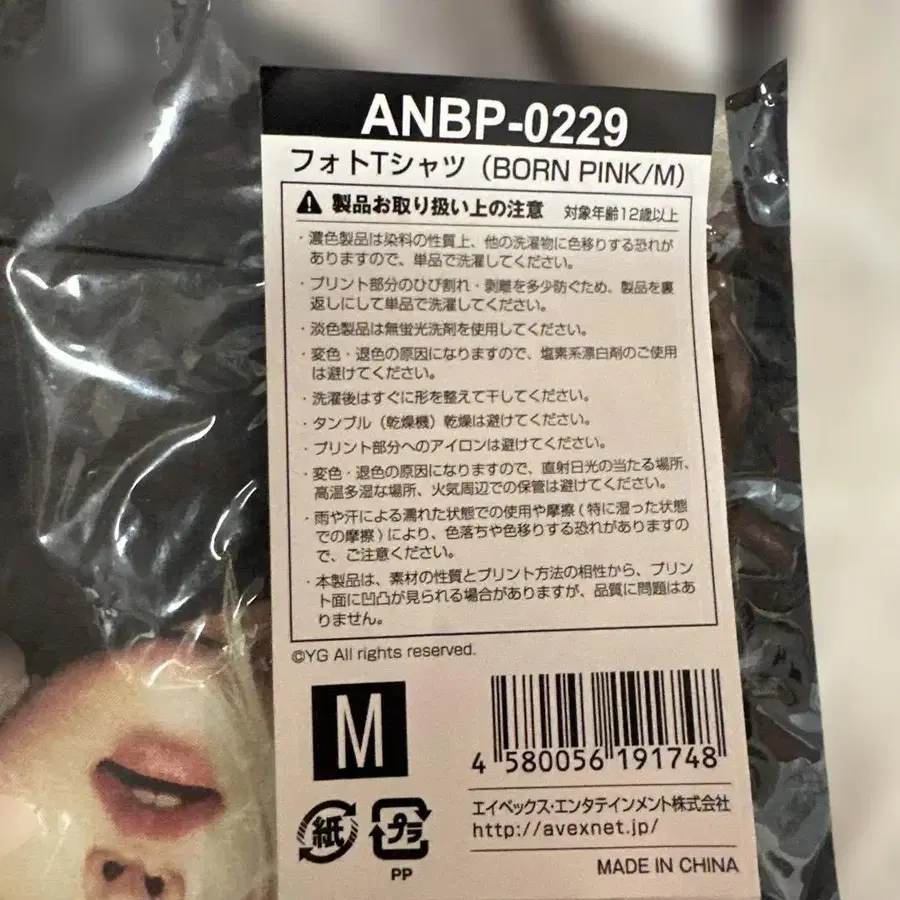 ANBP-0229
フォトTシャツ（BORN PINK/M）
製品お取り扱い上の注意 対象年齢12歳以上
・濃色製品は染料の性質上、他の洗濯物に色移りする恐れが
ありますので、単品で洗濯してください。
・プリント部分のひび割れ・剥離を多少防ぐため、製品を裏
返しにして単品で洗濯してください。
・淡色製品は無蛍光洗剤を使用してください。
・変色・退色の原因になりますので、塩素系漂白剤のご使用
は避けてください。
・洗濯後はすぐに形を整えて干してください。
・タンブル（乾燥機）乾燥は避けてください。
・プリント部分へのアイロンは避けてください。
・変色・退色の原因になりますので、直射日光の当たる場所、
高温多湿な場所、火気周辺での保管は避けてください。
・雨や汗による濡れた状態での使用や摩擦(特に湿った状態
での摩擦)により、色落ちや色移りする恐れがありますの
で、ご注意ください。
・本製品は、素材の性質とプリント方法の相性から、プリン
ト面に凹凸が見られる場合がありますが、品質に問題はあ
りません。
©YG All rights reserved.
M
4 580056 191748
エイベックス・エンタテインメント株式会社
http://avexnet.jp/
紙 プラ
PP
MADE IN CHINA